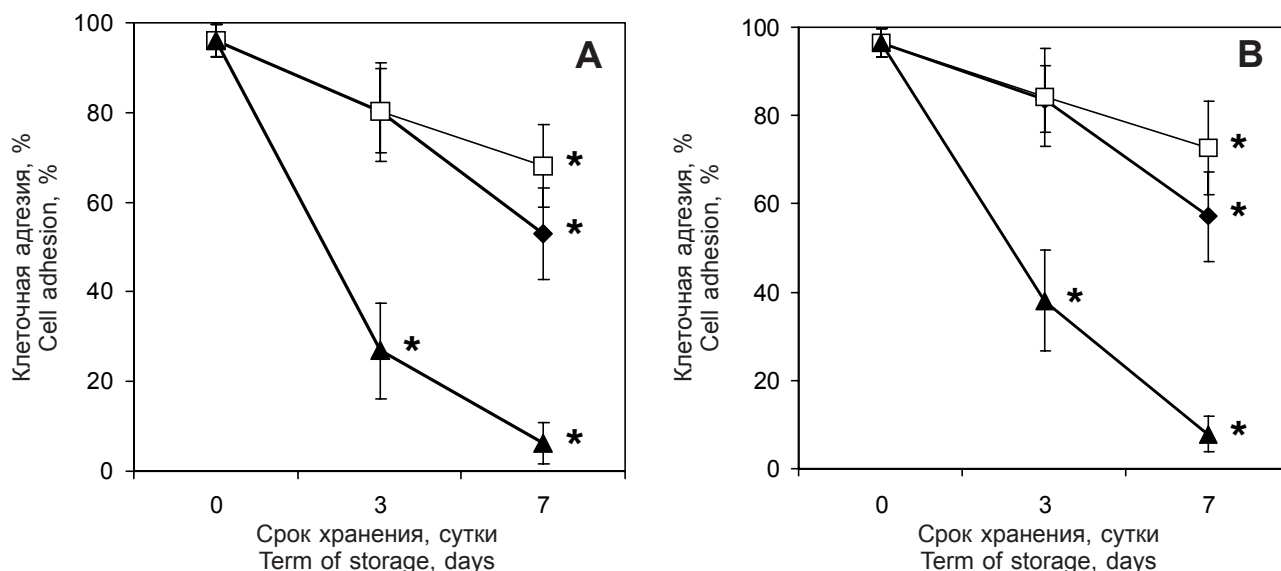 A
Клеточная адгезия, %
Cell adhesion, %
100
80
60
40
20
0
*
*
*
*
0 3 7
Срок хранения, сутки
Term of storage, days
B
Клеточная адгезия, %
Cell adhesion, %
100
80
60
40
20
0
*
*
*
*
0 3 7
Срок хранения, сутки
Term of storage, days